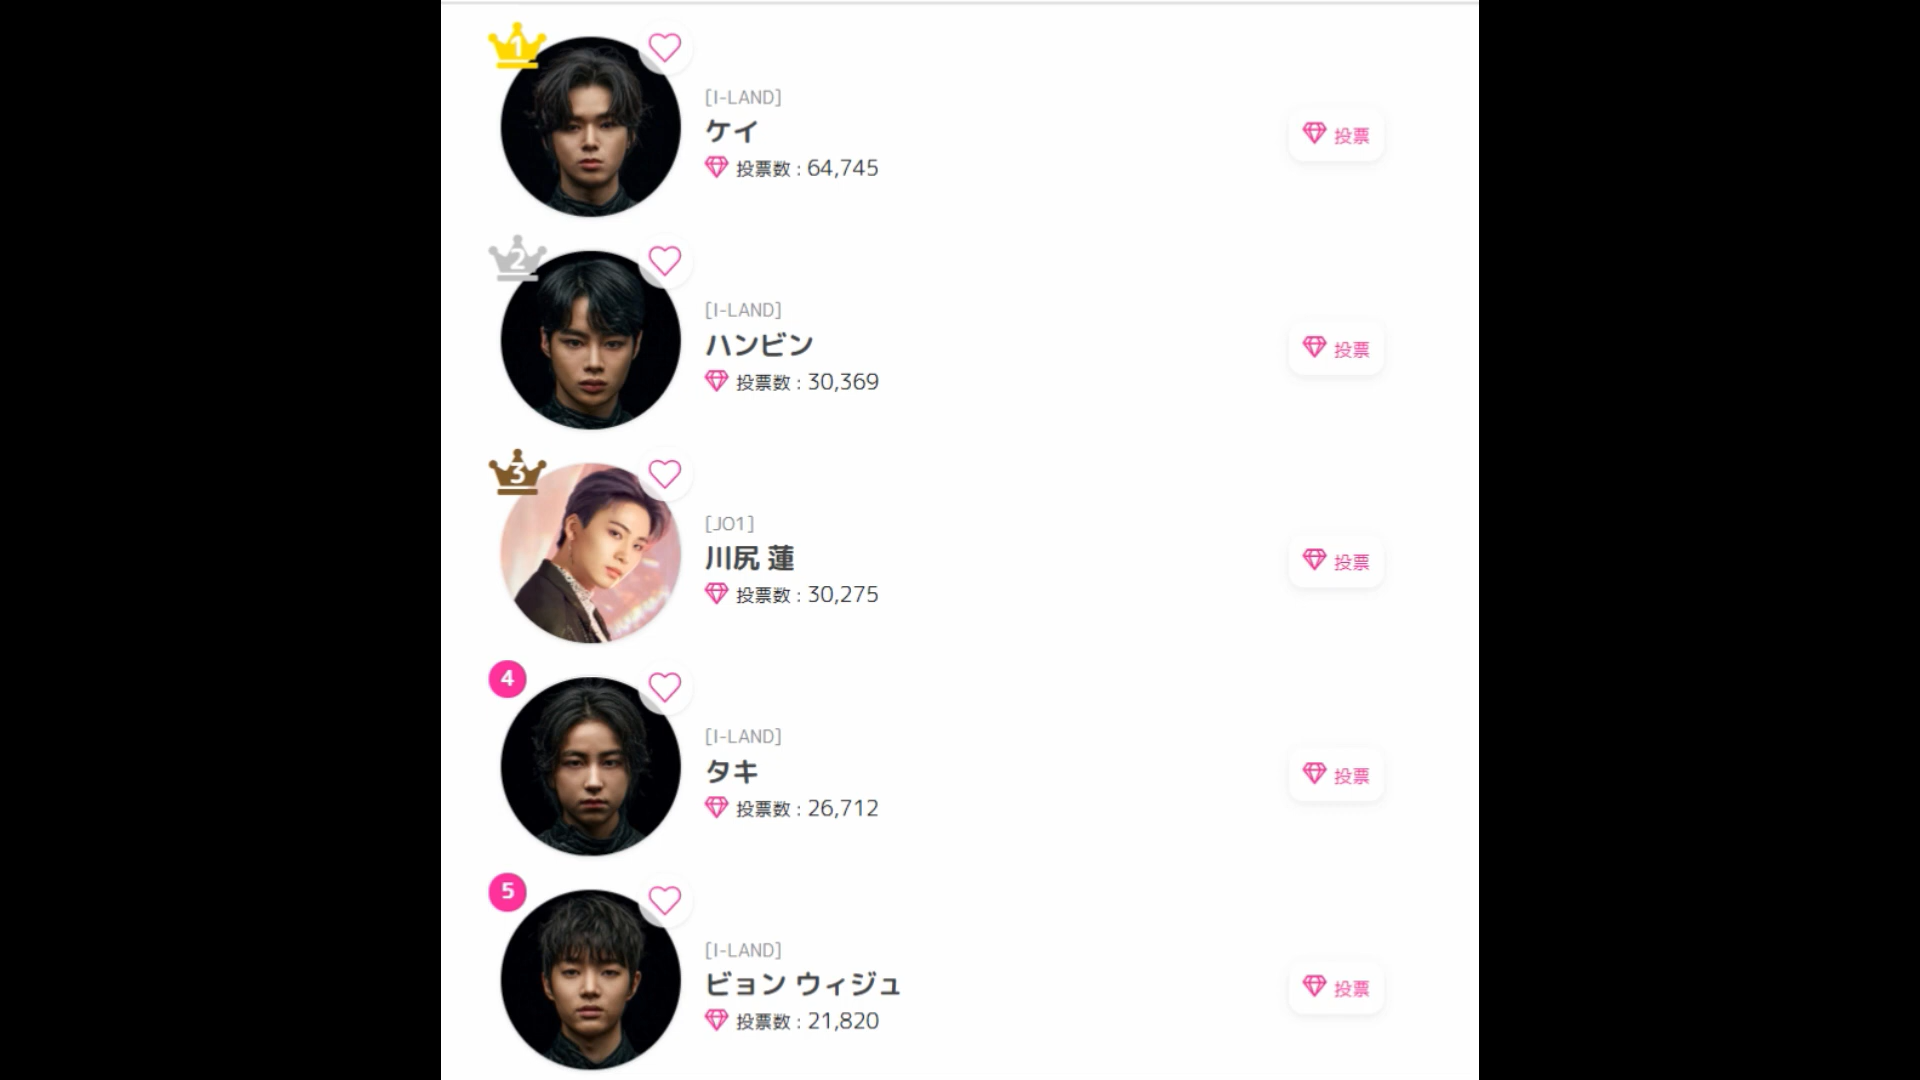 1
[I-LAND]
ケイ
投票数 : 64,745
投票
2
[I-LAND]
ハンビン
投票数 : 30,369
投票
3
[JO1]
川尻 蓮
投票数 : 30,275
投票
4
[I-LAND]
タキ
投票数 : 26,712
投票
5
[I-LAND]
ビョン ウィジュ
投票数 : 21,820
投票